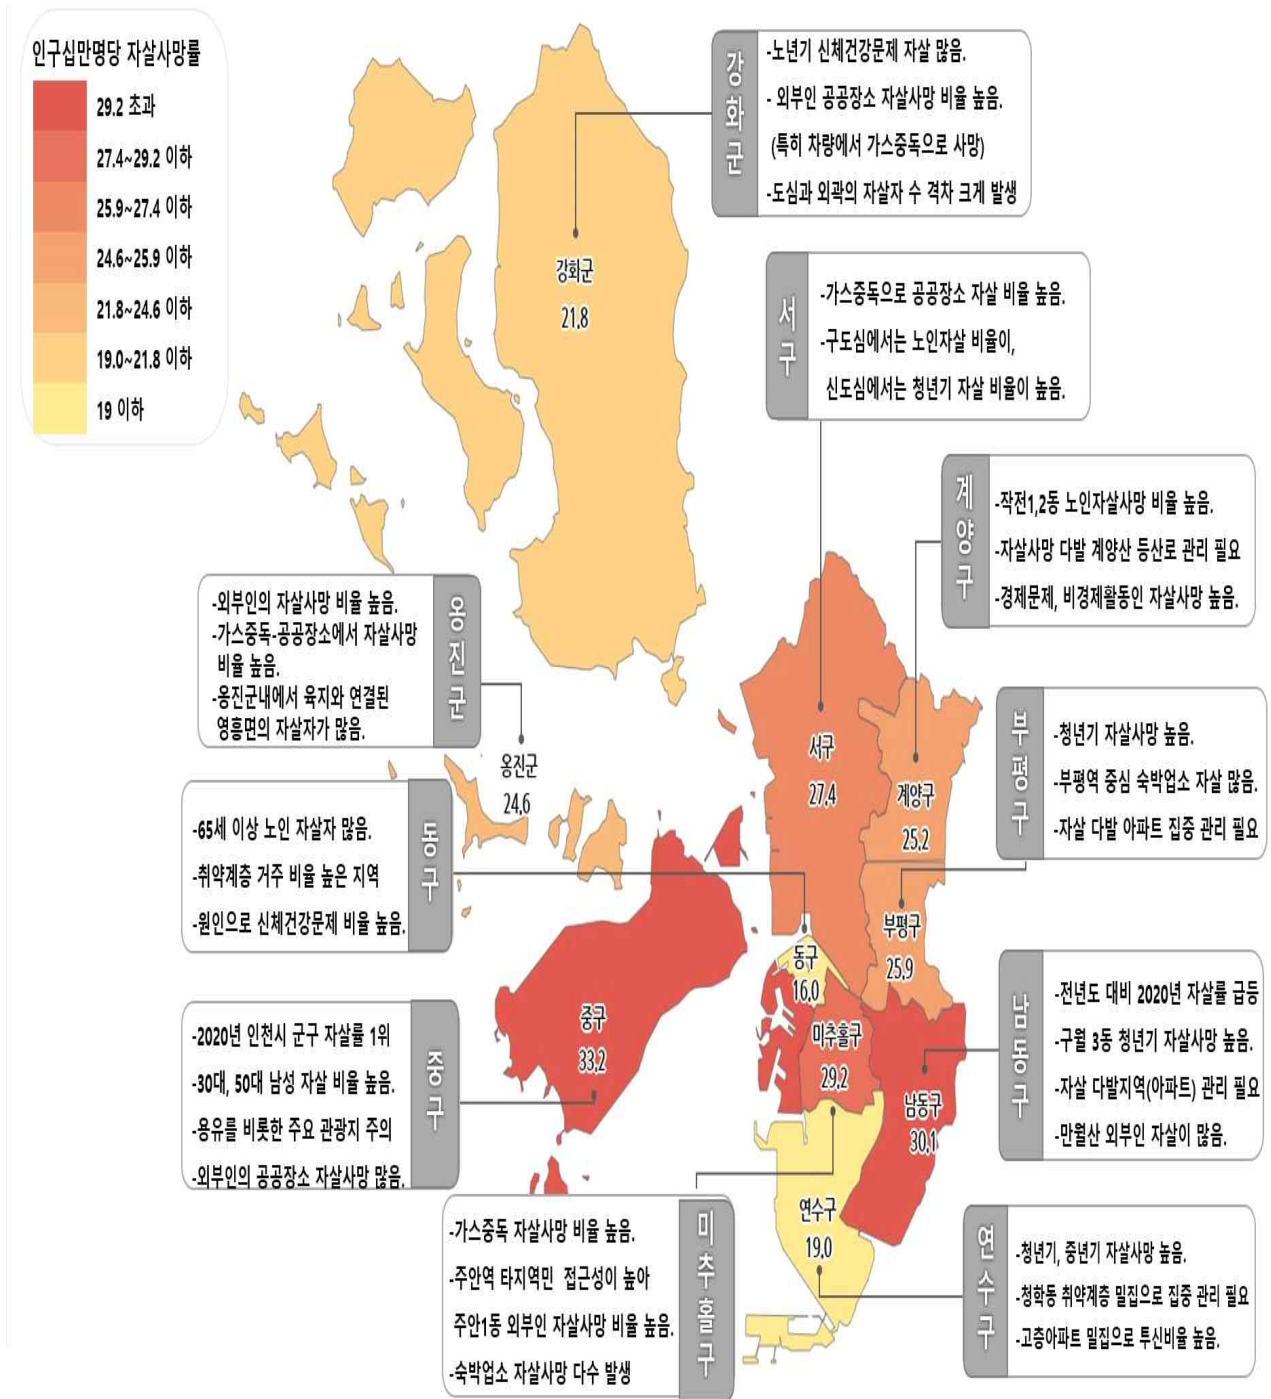 인구십만명당 자살사망률
29.2 초과
27.4~29.2 이하
25.9~27.4 이하
24.6~25.9 이하
21.8~24.6 이하
19.0~21.8 이하
19 이하
강화군
-노년기 신체건강문제 자살 많음.
- 외부인 공공장소 자살사망 비율 높음.
(특히 차량에서 가스중독으로 사망)
-도심과 외곽의 자살자 수 격차 크게 발생
강화군
21.8
서구
-가스중독으로 공공장소 자살 비율 높음.
-구도심에서는 노인자살 비율이,
신도심에서는 청년기 자살 비율이 높음.
계양구
-작전1,2동 노인자살사망 비율 높음.
-자살사망 다발 계양산 등산로 관리 필요
-경제문제, 비경제활동인 자살사망 높음.
-외부인의 자살사망 비율 높음.
-가스중독-공공장소에서 자살사망
비율 높음.
-옹진군내에서 육지와 연결된
영흥면의 자살자가 많음.
옹진군
옹진군
24.6
서구
27.4
계양구
25.2
부평구
-청년기 자살사망 높음.
-부평역 중심 숙박업소 자살 많음.
-자살 다발 아파트 집중 관리 필요
-65세 이상 노인 자살자 많음.
-취약계층 거주 비율 높은 지역
-원인으로 신체건강문제 비율 높음.
동구
부평구
25.9
동구
16.0
중구
33.2
미추홀구
29.2
남동구
30.1
남동구
-전년도 대비 2020년 자살률 급등
-구월 3동 청년기 자살사망 높음.
-자살 다발지역(아파트) 관리 필요
-만월산 외부인 자살이 많음.
-2020년 인천시 군구 자살률 1위
-30대, 50대 남성 자살 비율 높음.
-용유를 비롯한 주요 관광지 주의
-외부인의 공공장소 자살사망 많음.
중구
연수구
19.0
-가스중독 자살사망 비율 높음.
-주안역 타지역민 접근성이 높아
주안1동 외부인 자살사망 비율 높음.
-숙박업소 자살사망 다수 발생
미추홀구
연수구
-청년기, 중년기 자살사망 높음.
-청학동 취약계층 밀집으로 집중 관리 필요
-고층아파트 밀집으로 투신비율 높음.